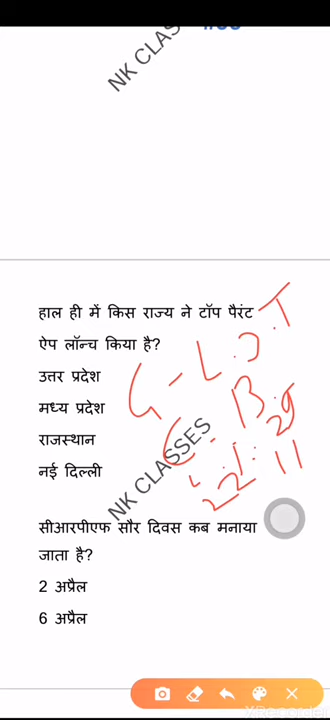 NK CLASSES
हाल ही में किस राज्य ने टॉप पैरंट
ऐप लॉन्च किया है?
उत्तर प्रदेश
मध्य प्रदेश
राजस्थान
नई दिल्ली
NK CLASSES
सीआरपीएफ सौर दिवस कब मनाया
जाता है?
2 अप्रैल
6 अप्रैल